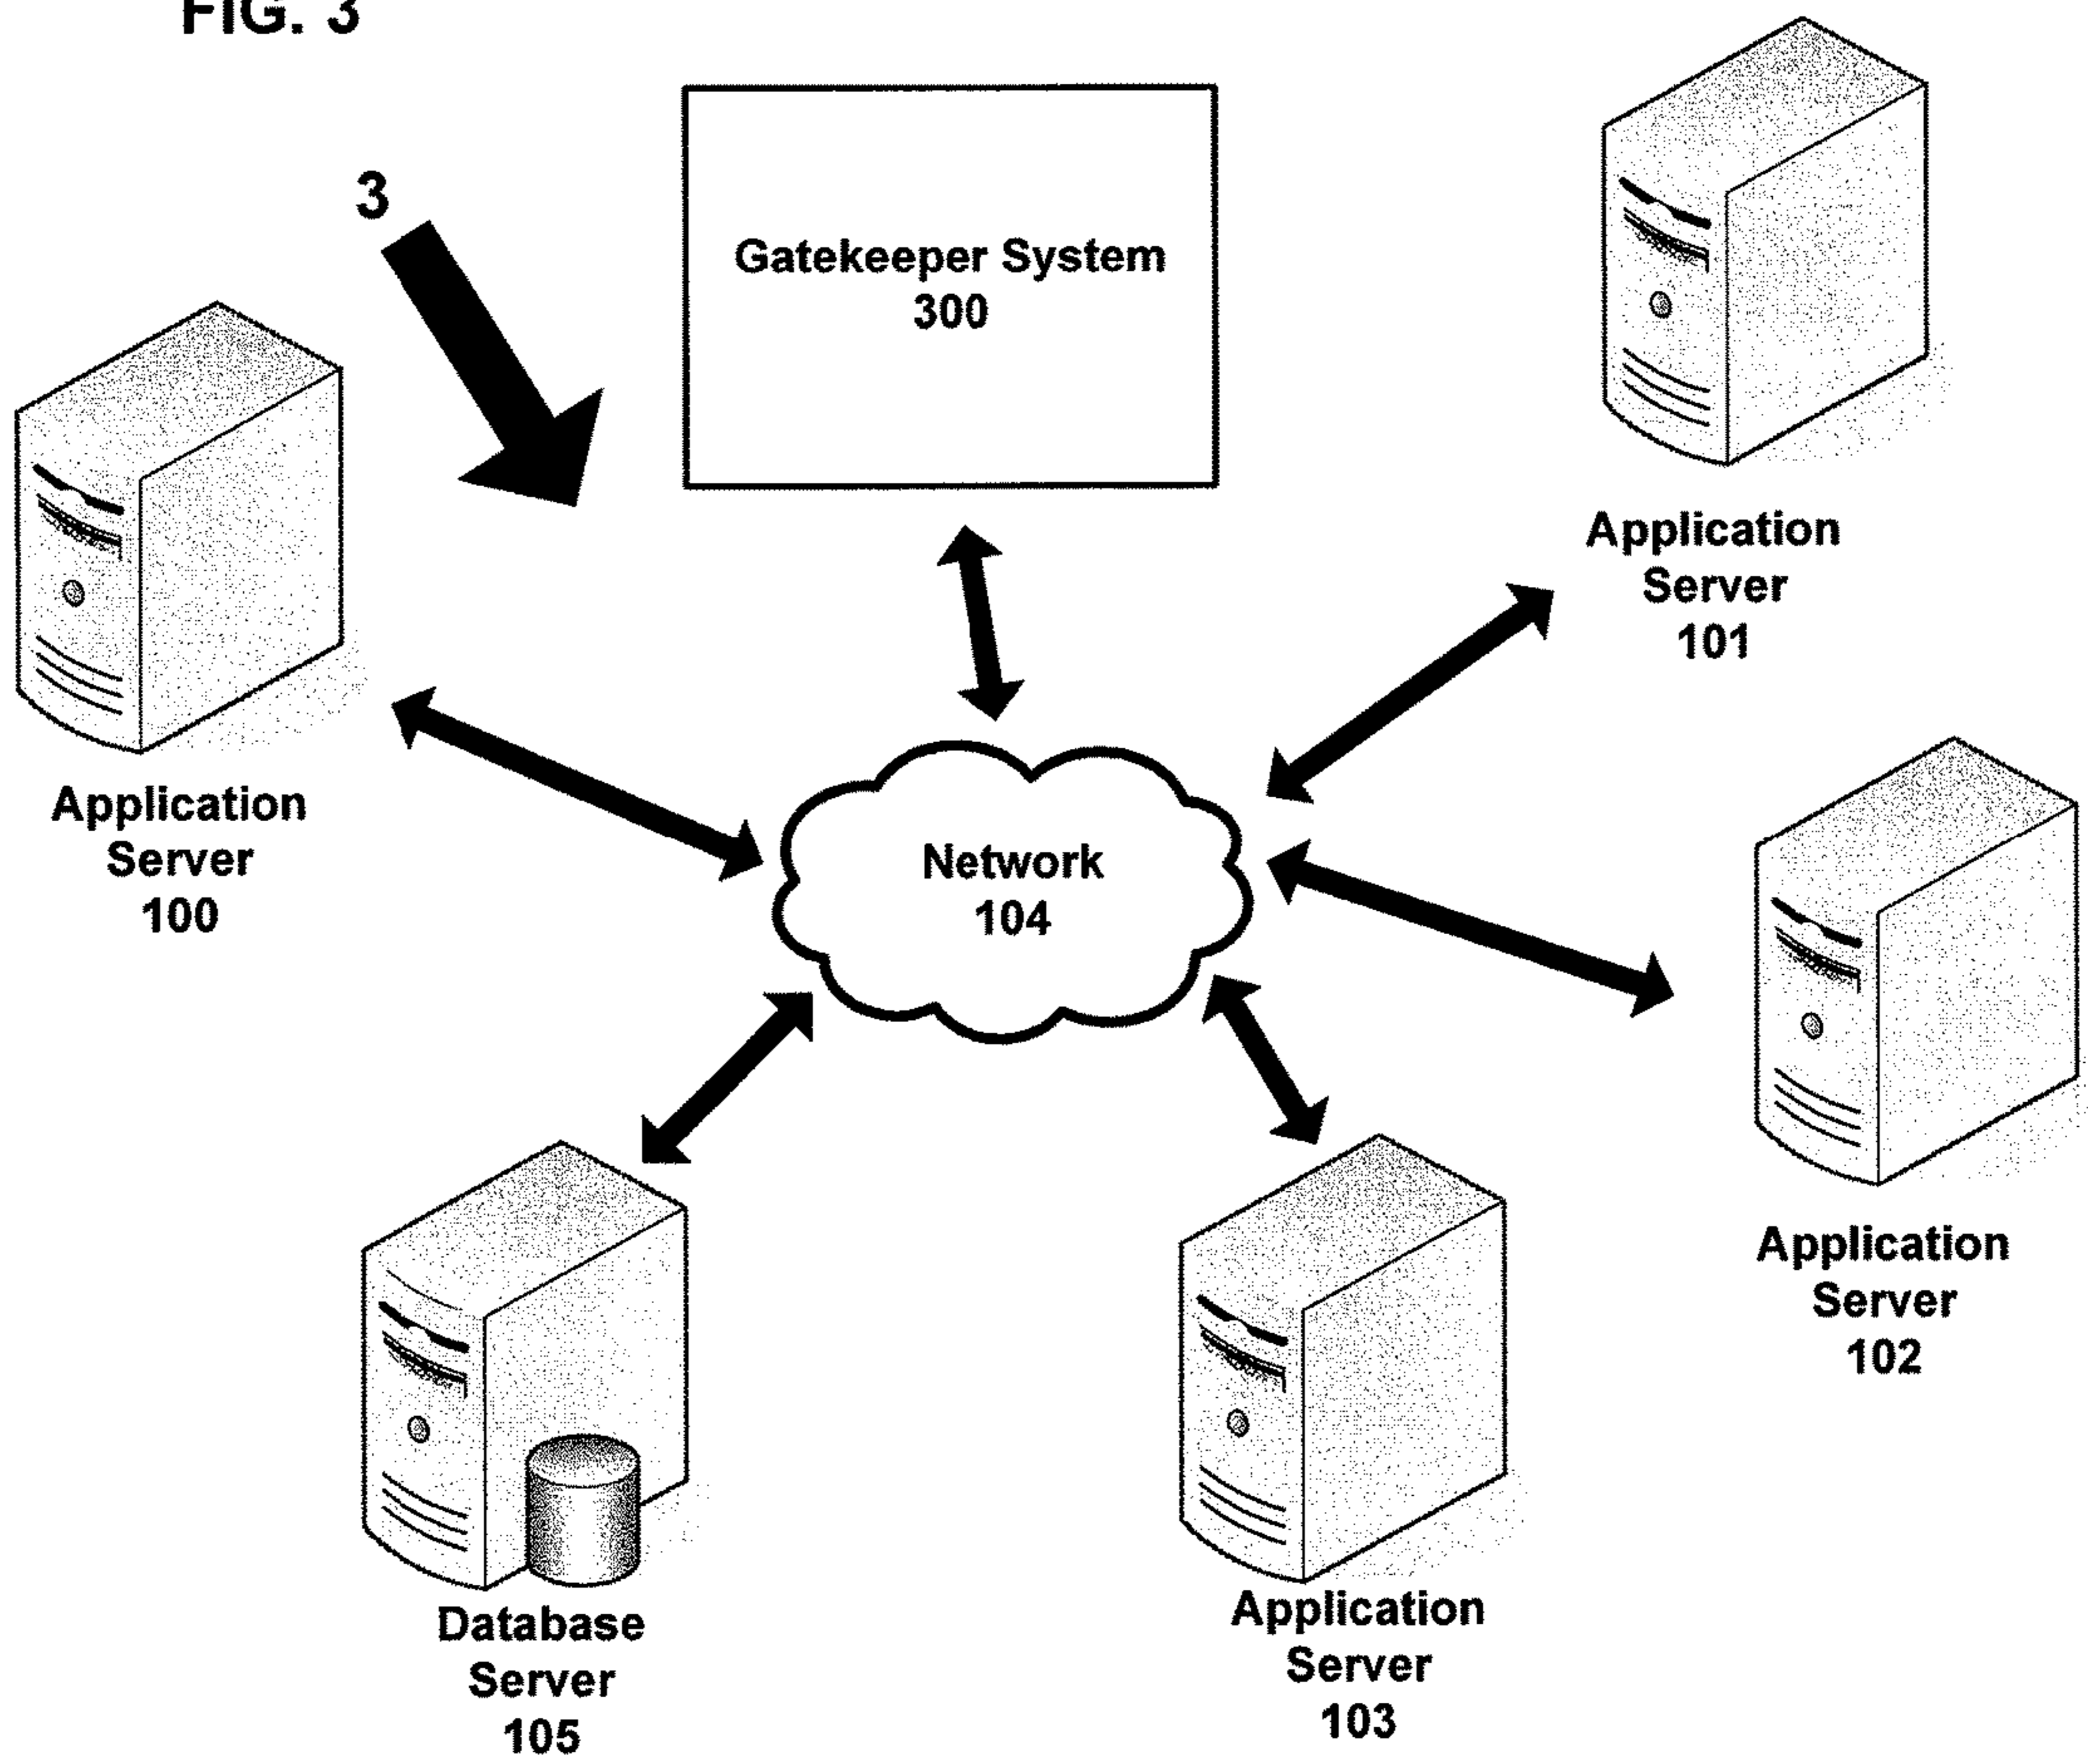 FIG. 3
3
Gatekeeper System
300
Application
Server
101
Application
Server
100
Network
104
Application
Server
102
Database
Server
105
Application
Server
103